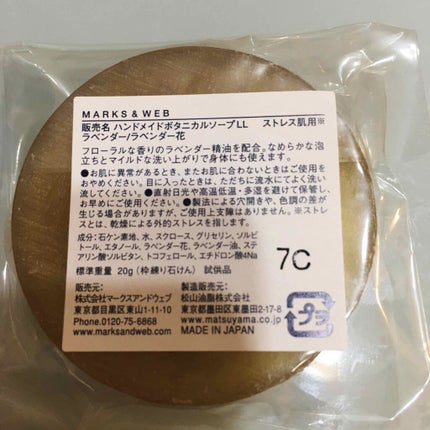 MARKS & WEB
販売名 ハンドメイドボタニカルソープLL ストレス肌用※
ラベンダー/ラベンダー花
フローラルな香りのラベンダー精油を配合。なめらかな泡
立ちとマイルドな洗い上がりで身体にも使えます。
●お肌に異常があるとき、またお肌に合わないときはご使用を
おやめください。目に入ったときは、ただちに流水にてよく洗い
流してください。●直射日光や高温低温・多湿を避けて保管し、
お早めにご使用ください。●製法による穴開きや、色調の差が
生じる場合がありますが、ご使用上支障はありません。※ストレ
スとは、乾燥による外的ストレスを指します。
成分:石ケン素地、水、スクロース、グリセリン、ソルビ
トール、エタノール、ラベンダー花、ラベンダー油、ステ
アリン酸ソルビタン、トコフェロール、エチドロン酸4Na
標準重量 20g(枠練り石けん) 試供品
7C
販売元:
株式会社マークスアンドウェブ
東京都目黒区東山1-11-10
Phone.0120-75-6868
www.marksandweb.com
製造販売元:
松山油脂株式会社
東京都墨田区東墨田2-17-8
www.matsuyama.co.jp
MADE IN JAPAN
プラ